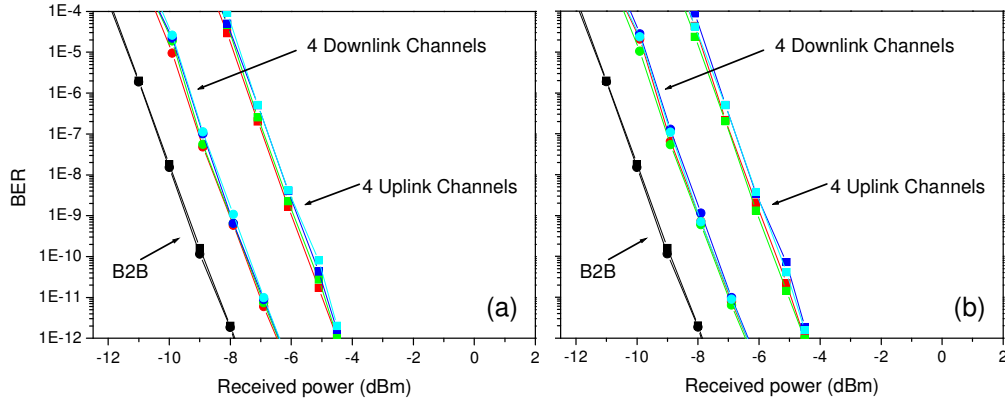 1E-4
1E-5
1E-6
1E-7
1E-8
1E-9
1E-10
1E-11
1E-12
BER
4 Downlink Channels
4 Uplink Channels
B2B
(a)
-12 -10 -8 -6 -4 -2 0 2
Received power (dBm)
4 Downlink Channels
4 Uplink Channels
B2B
(b)
-12 -10 -8 -6 -4 -2 0 2
Received power (dBm)